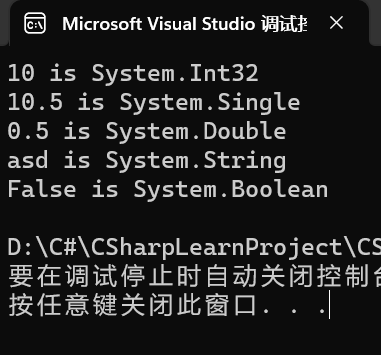 Microsoft Visual Studio 调试
10 is System.Int32
10.5 is System.Single
0.5 is System.Double
asd is System.String
False is System.Boolean
D:\C#\CSharpLearnProject\CS
要在调试停止时自动关闭控制台
按任意键关闭此窗口. . .